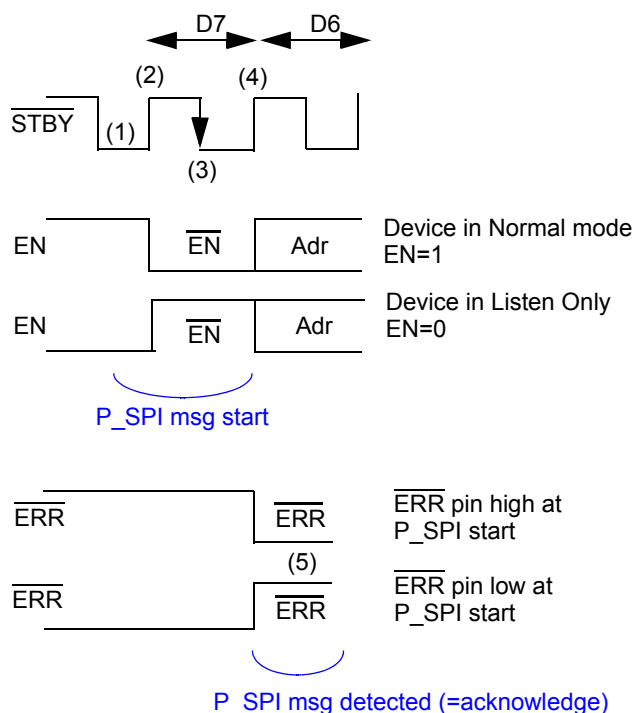 D7 D6
(2) (4)
STBY (1)
(3)
EN EN Adr Device in Normal mode
EN=1
EN EN Adr Device in Listen Only
EN=0
P_SPI msg start
ERR ERR ERR pin high at
P_SPI start
(5)
ERR ERR ERR pin low at
P_SPI start
P_SPI msg detected (=acknowledge)